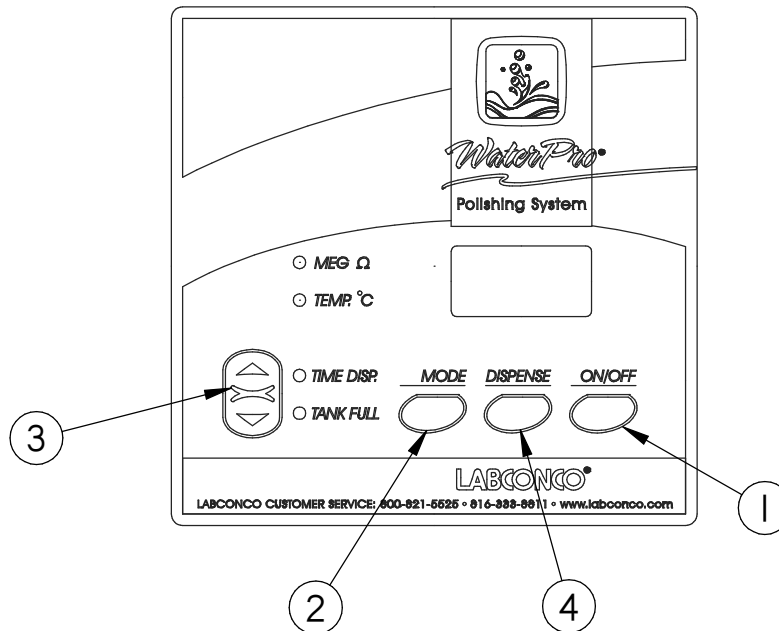 WaterPro®
Polishing System
MEG Ω
TEMP. °C
TIME DISP.
MODE DISPENSE ON/OFF
TANK FULL
3
LABCONCO®
LABCONCO CUSTOMER SERVICE: 800-821-5525 • 816-333-8811 • www.labconco.com
1
2
4